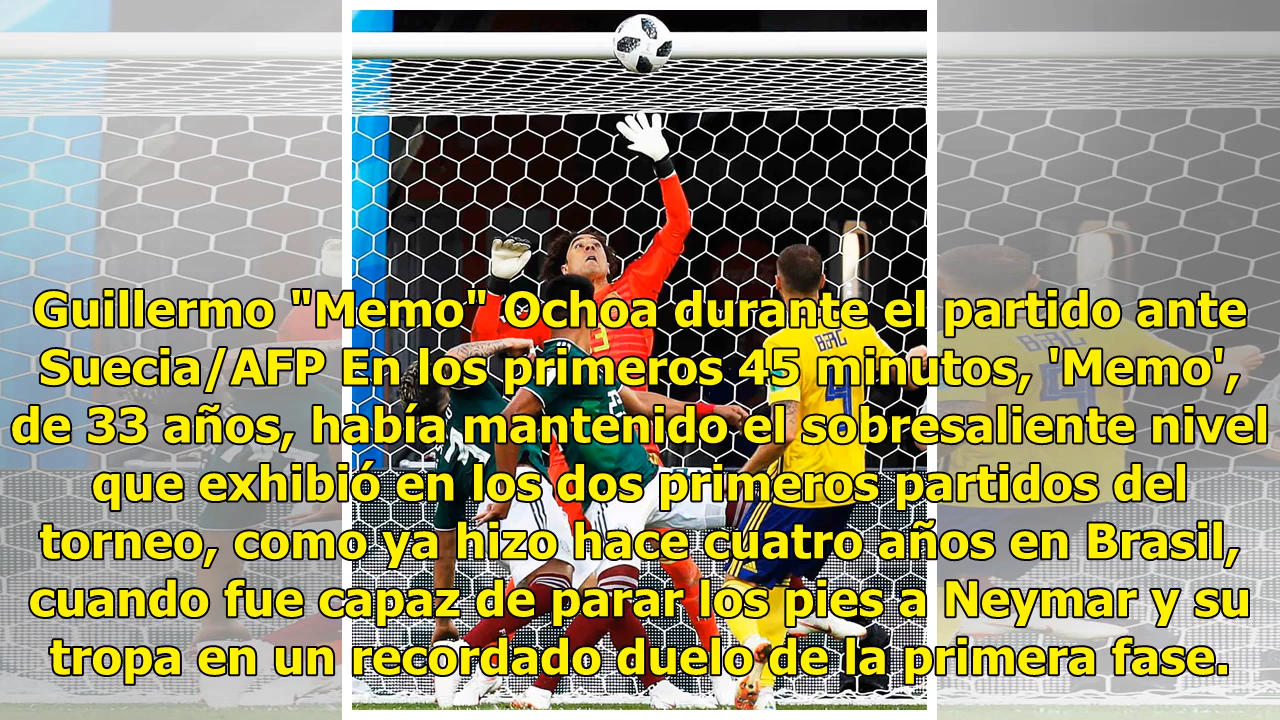 Guillermo "Memo" Ochoa durante el partido ante
Suecia/AFP En los primeros 45 minutos, 'Memo',
de 33 años, había mantenido el sobresaliente nivel
que exhibió en los dos primeros partidos del
torneo, como ya hizo hace cuatro años en Brasil,
cuando fue capaz de parar los pies a Neymar y su
tropa en un recordado duelo de la primera fase.